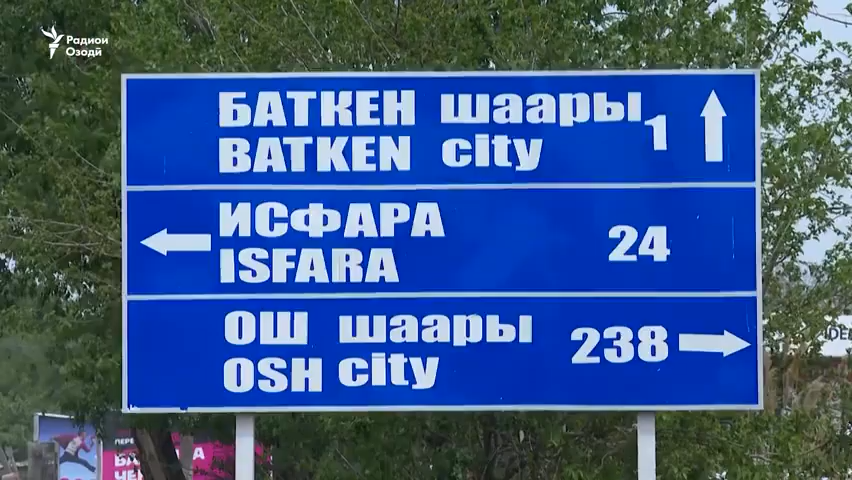 Радиои
Озодӣ
БАТКЕН шаары 1
BATKEN city
ИСФАРА 24
ISFARA
ОШ шаары 238
OSH city